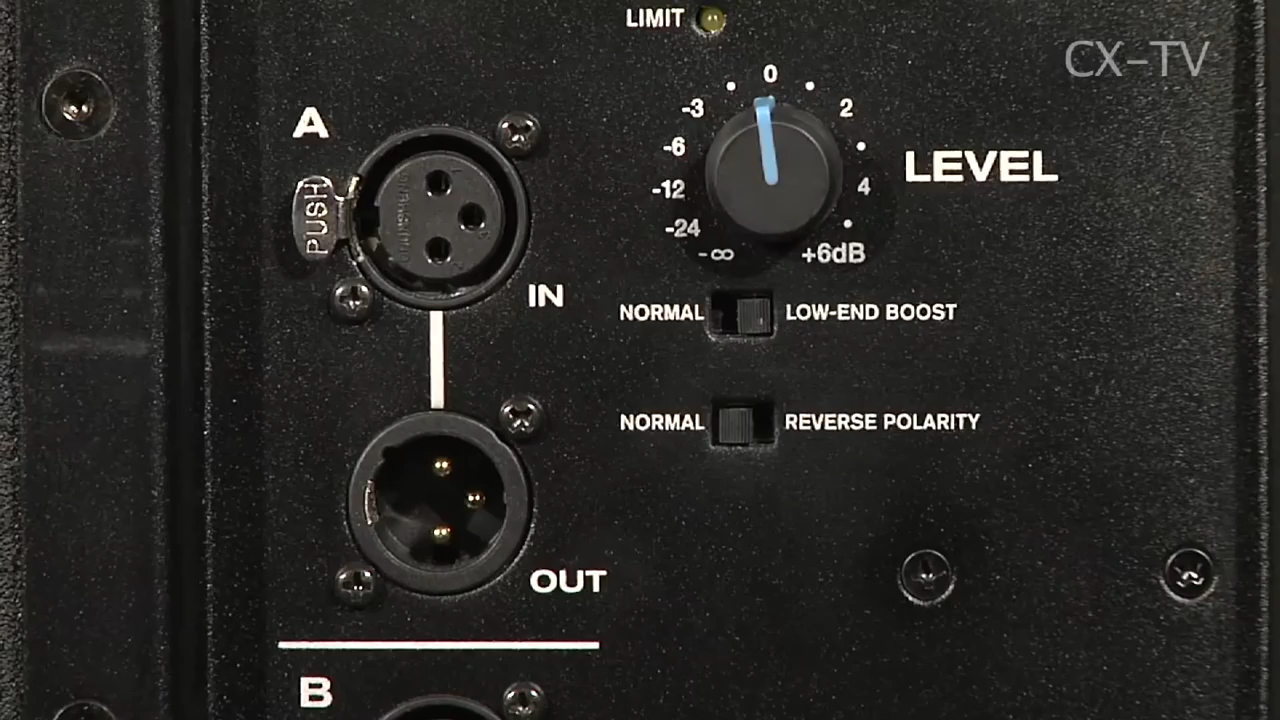 LIMIT
CX-TV
0
-3
2
A
-6
LEVEL
-12
4
PUSH
-24
-∞
+6dB
IN
NORMAL
LOW-END BOOST
NORMAL
REVERSE POLARITY
OUT
B